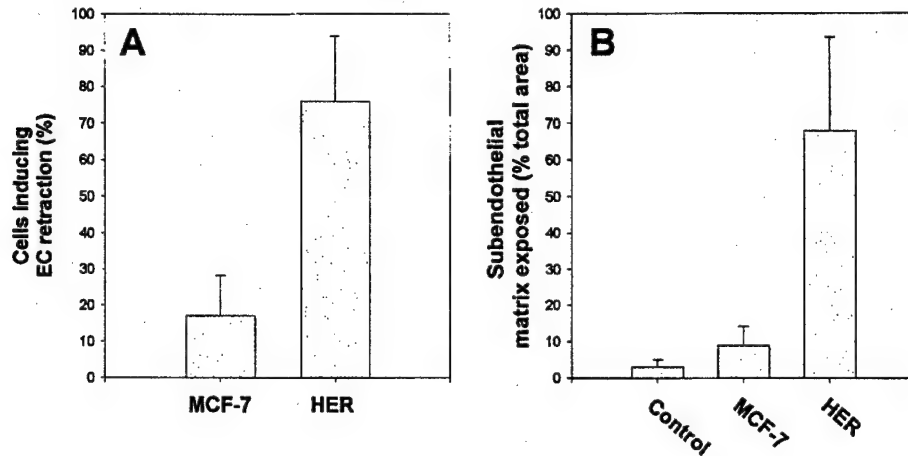 A
Cells inducing
EC retraction (%)
100
90
80
70
60
50
40
30
20
10
0
MCF-7 HER
B
Subendothelial
matrix exposed (% total area)
100
90
80
70
60
50
40
30
20
10
0
Control MCF-7 HER